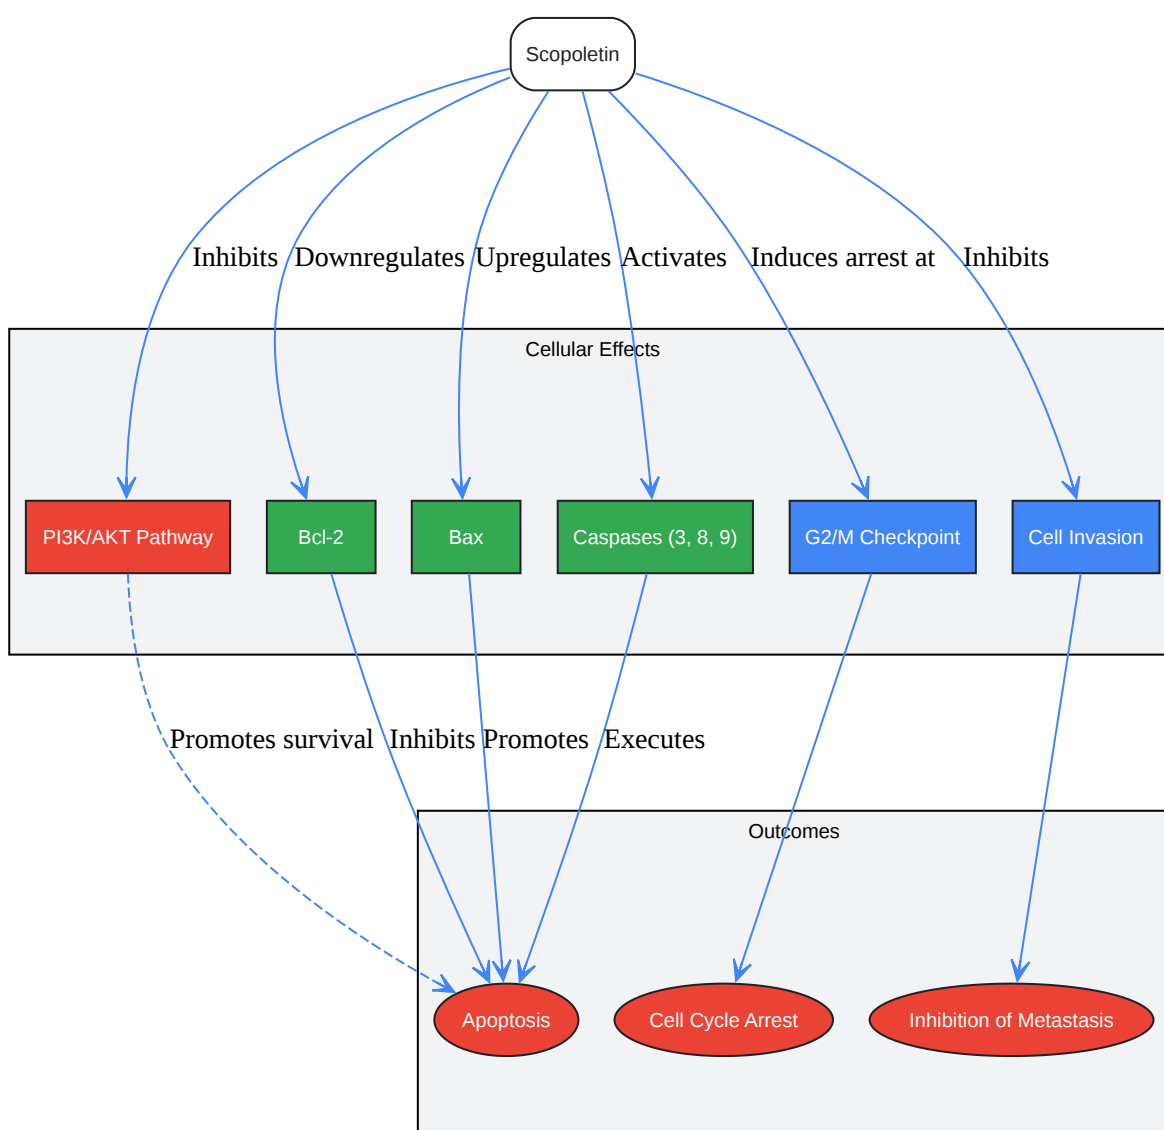 Scopoletin
Inhibits
Downregulates
Upregulates
Activates
Induces arrest at
Inhibits
Cellular Effects
PI3K/AKT Pathway
Bcl-2
Bax
Caspases (3, 8, 9)
G2/M Checkpoint
Cell Invasion
Promotes survival
Inhibits
Promotes
Executes
Outcomes
Apoptosis
Cell Cycle Arrest
Inhibition of Metastasis